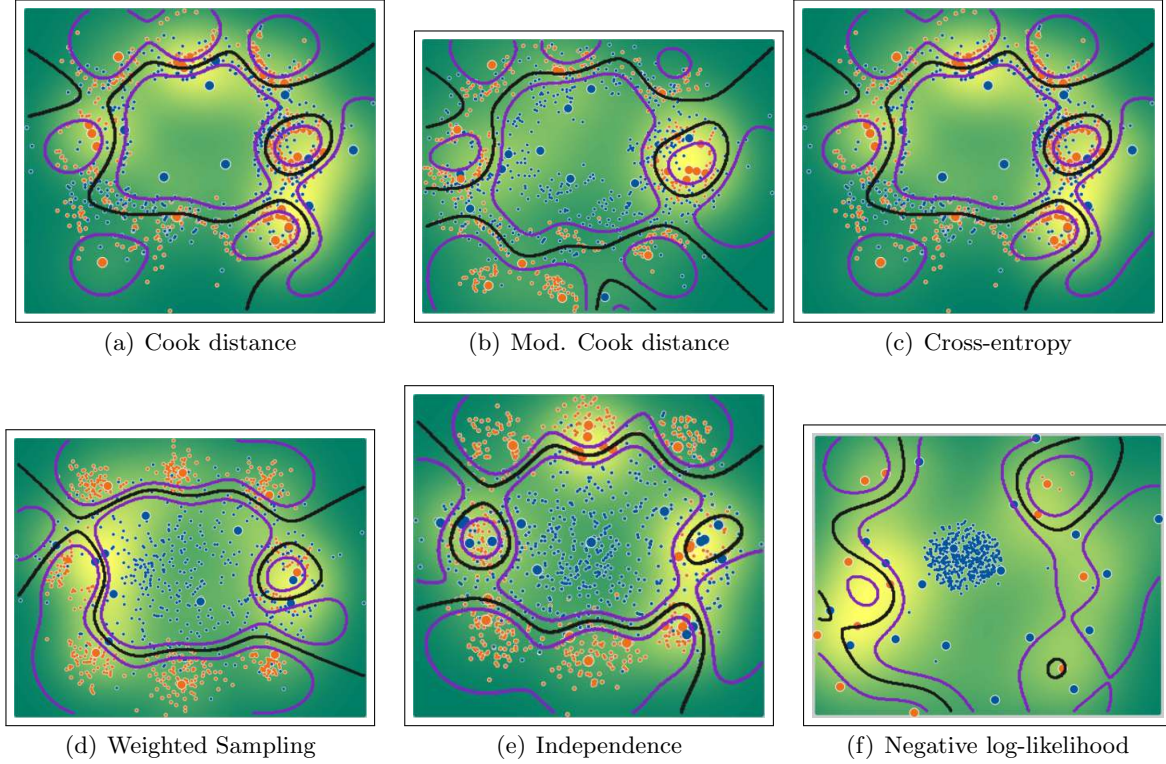 (a) Cook distance
(b) Mod. Cook distance
(c) Cross-entropy
(d) Weighted Sampling
(e) Independence
(f) Negative log-likelihood